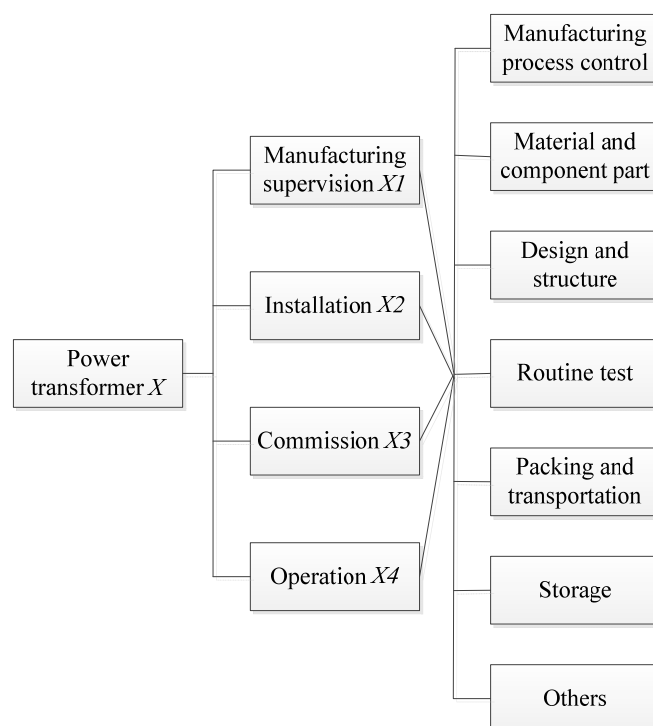 Power
transformer X
Manufacturing
supervision X1
Installation X2
Commission X3
Operation X4
Manufacturing
process control
Material and
component part
Design and
structure
Routine test
Packing and
transportation
Storage
Others